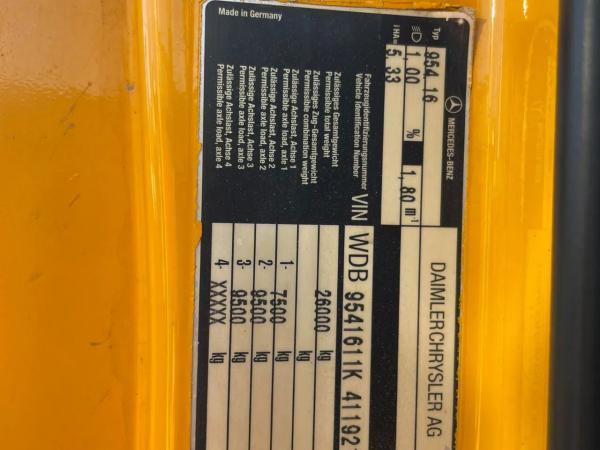 MERCEDES-BENZ DAIMLERCHRYSLER AG
Typ 954.16
1,00 % 1,80 m⁻¹
iHA= 5.33
Fahrzeugidentifizierungsnummer
Vehicle Identification Number VIN WDB 9541611K 41192
Zulässiges Gesamtgewicht
Permissible total weight 26000 kg
Zulässiges Zug-Gesamtgewicht
Permissible combination weight kg
Zulässige Achslast, Achse 1
Permissible axle load, axle 1 1- 7500 kg
Zulässige Achslast, Achse 2
Permissible axle load, axle 2 2- 9500 kg
Zulässige Achslast, Achse 3
Permissible axle load, axle 3 3- 9500 kg
Zulässige Achslast, Achse 4
Permissible axle load, axle 4 4- XXXXX kg
Made in Germany